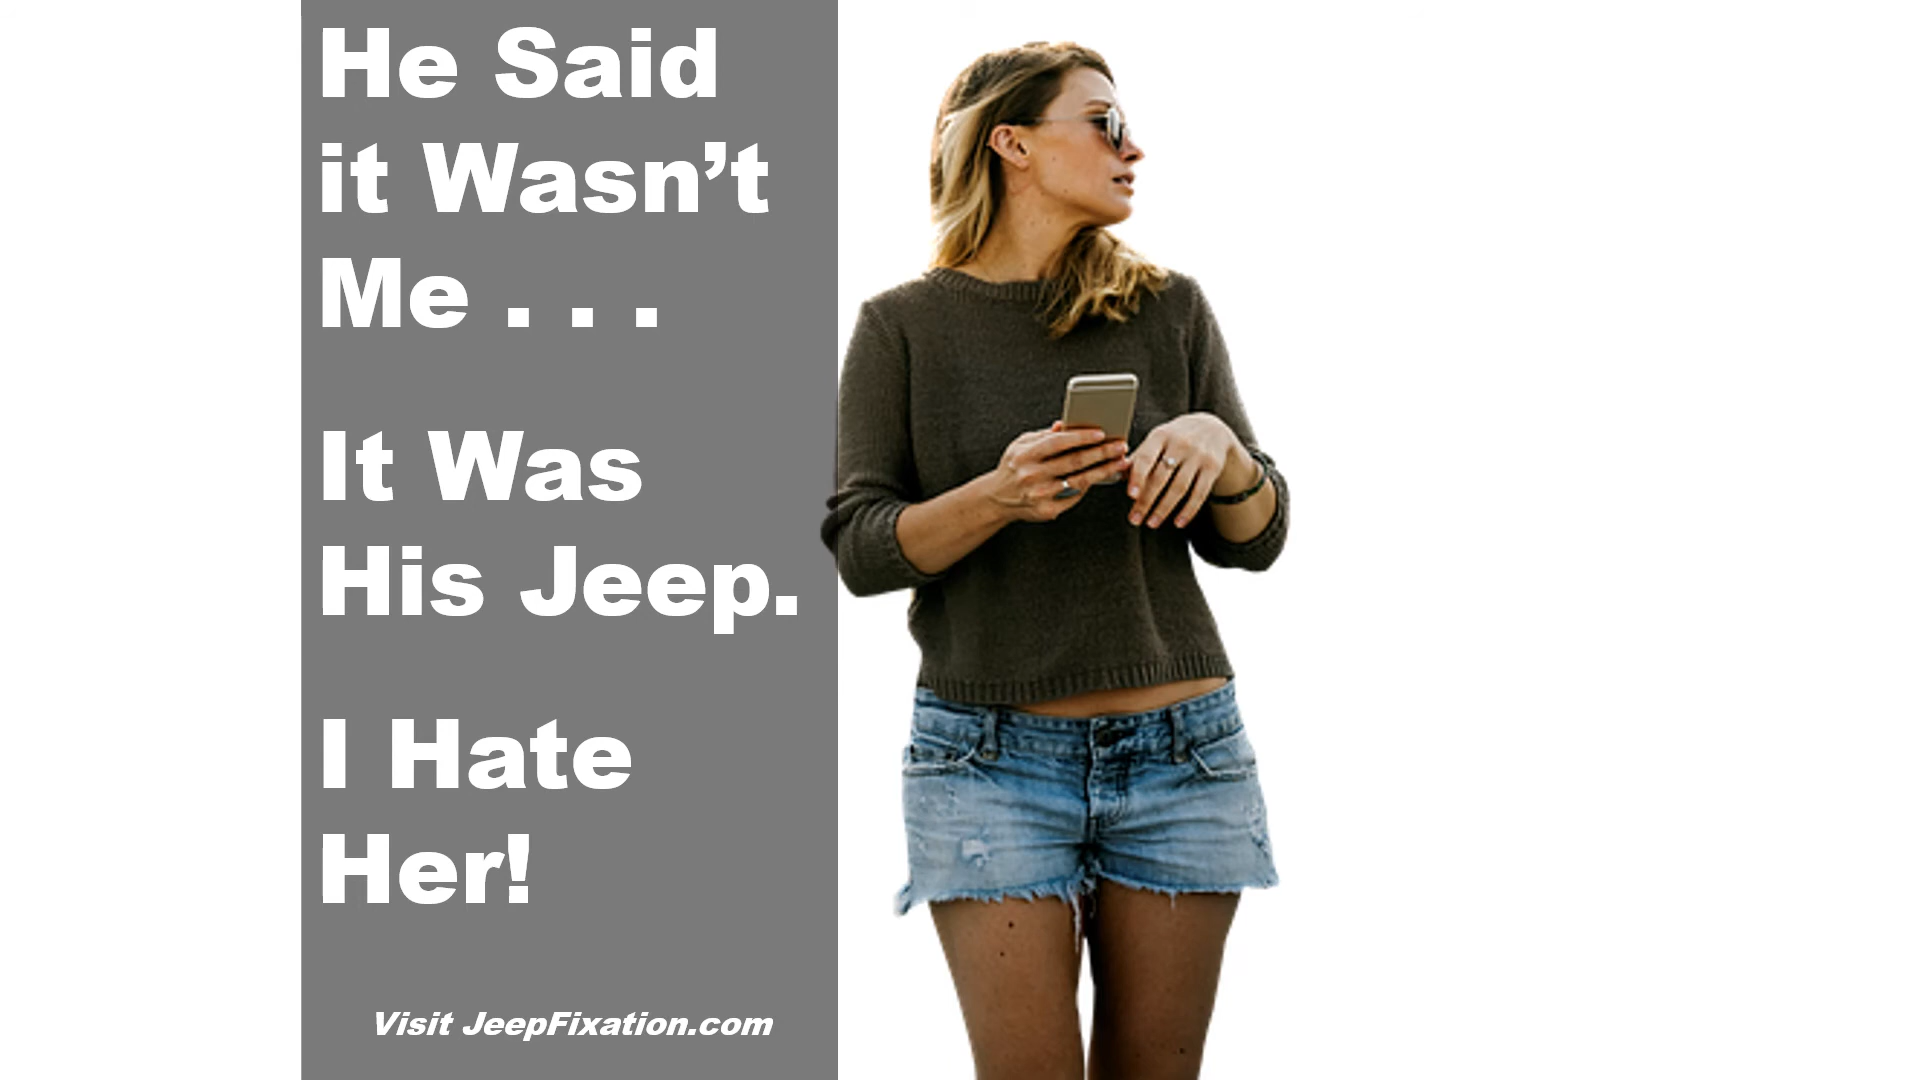 He Said
it Wasn’t
Me . . .
It Was
His Jeep.
I Hate
Her!
Visit JeepFixation.com